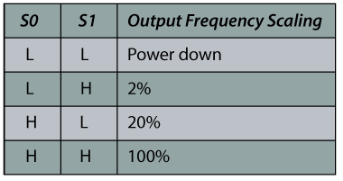 S0 S1 Output Frequency Scaling
L L Power down
L H 2%
H L 20%
H H 100%